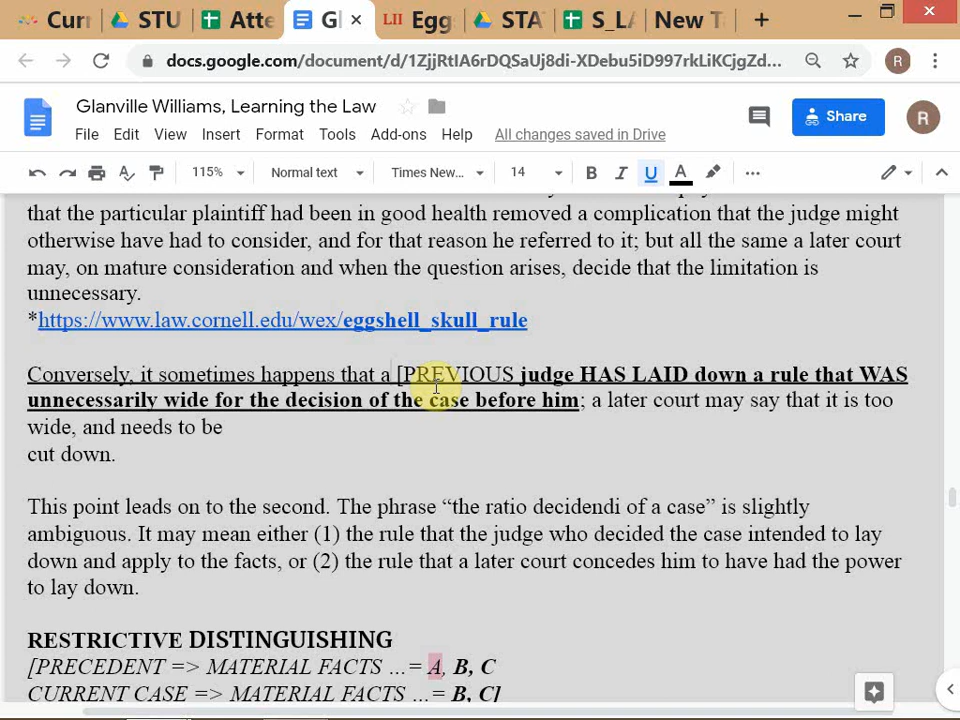 Curr STU Atte Gl LII Egg STA S_LA New T
docs.google.com/document/d/1ZjjRtIA6rDQSaUj8di-XDebu5iD997rkLiKCjgZd... R
Glanville Williams, Learning the Law
File Edit View Insert Format Tools Add-ons Help All changes saved in Drive Share R
115% Normal text Times New... 14 B I U A
that the particular plaintiff had been in good health removed a complication that the judge might
otherwise have had to consider, and for that reason he referred to it; but all the same a later court
may, on mature consideration and when the question arises, decide that the limitation is
unnecessary.
*https://www.law.cornell.edu/wex/eggshell_skull_rule
Conversely, it sometimes happens that a [PREVIOUS judge HAS LAID down a rule that WAS
unnecessarily wide for the decision of the case before him; a later court may say that it is too
wide, and needs to be
cut down.
This point leads on to the second. The phrase “the ratio decidendi of a case” is slightly
ambiguous. It may mean either (1) the rule that the judge who decided the case intended to lay
down and apply to the facts, or (2) the rule that a later court concedes him to have had the power
to lay down.
RESTRICTIVE DISTINGUISHING
[PRECEDENT => MATERIAL FACTS ...= A, B, C
CURRENT CASE => MATERIAL FACTS ...= B, C]